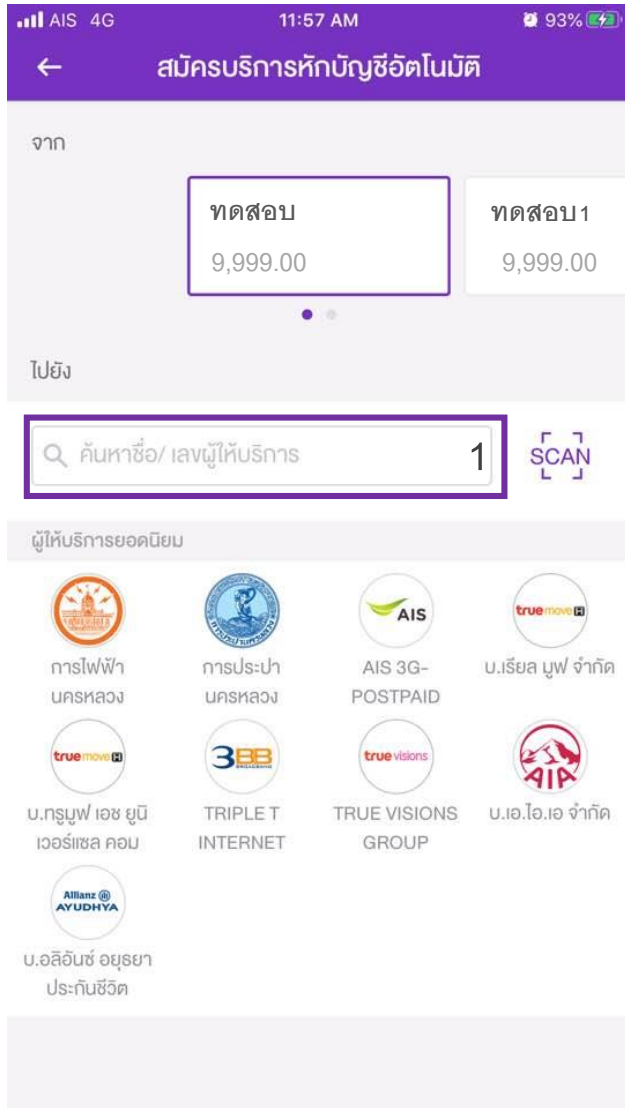 AIS 4G 11:57 AM 93%
สมัครบริการหักบัญชีอัตโนมัติ
จาก
ทดสอบ ทดสอบ1
9,999.00 9,999.00
ไปยัง
ค้นหาชื่อ/ เลขผู้ให้บริการ 1 SCAN
ผู้ให้บริการยอดนิยม
AIS true move H
การไฟฟ้า การประปา AIS 3G- บ.เรียล มูฟ จำกัด
นครหลวง นครหลวง POSTPAID
true move H 3BB true visions AIA
BROADBAND
บ.ทรูมูฟ เอช ยูนิ TRIPLE T TRUE VISIONS บ.เอ.ไอ.เอ จำกัด
เวอร์แซล คอม INTERNET GROUP
Allianz
AYUDHYA
บ.อลิอันซ์ อยุธยา
ประกันชีวิต